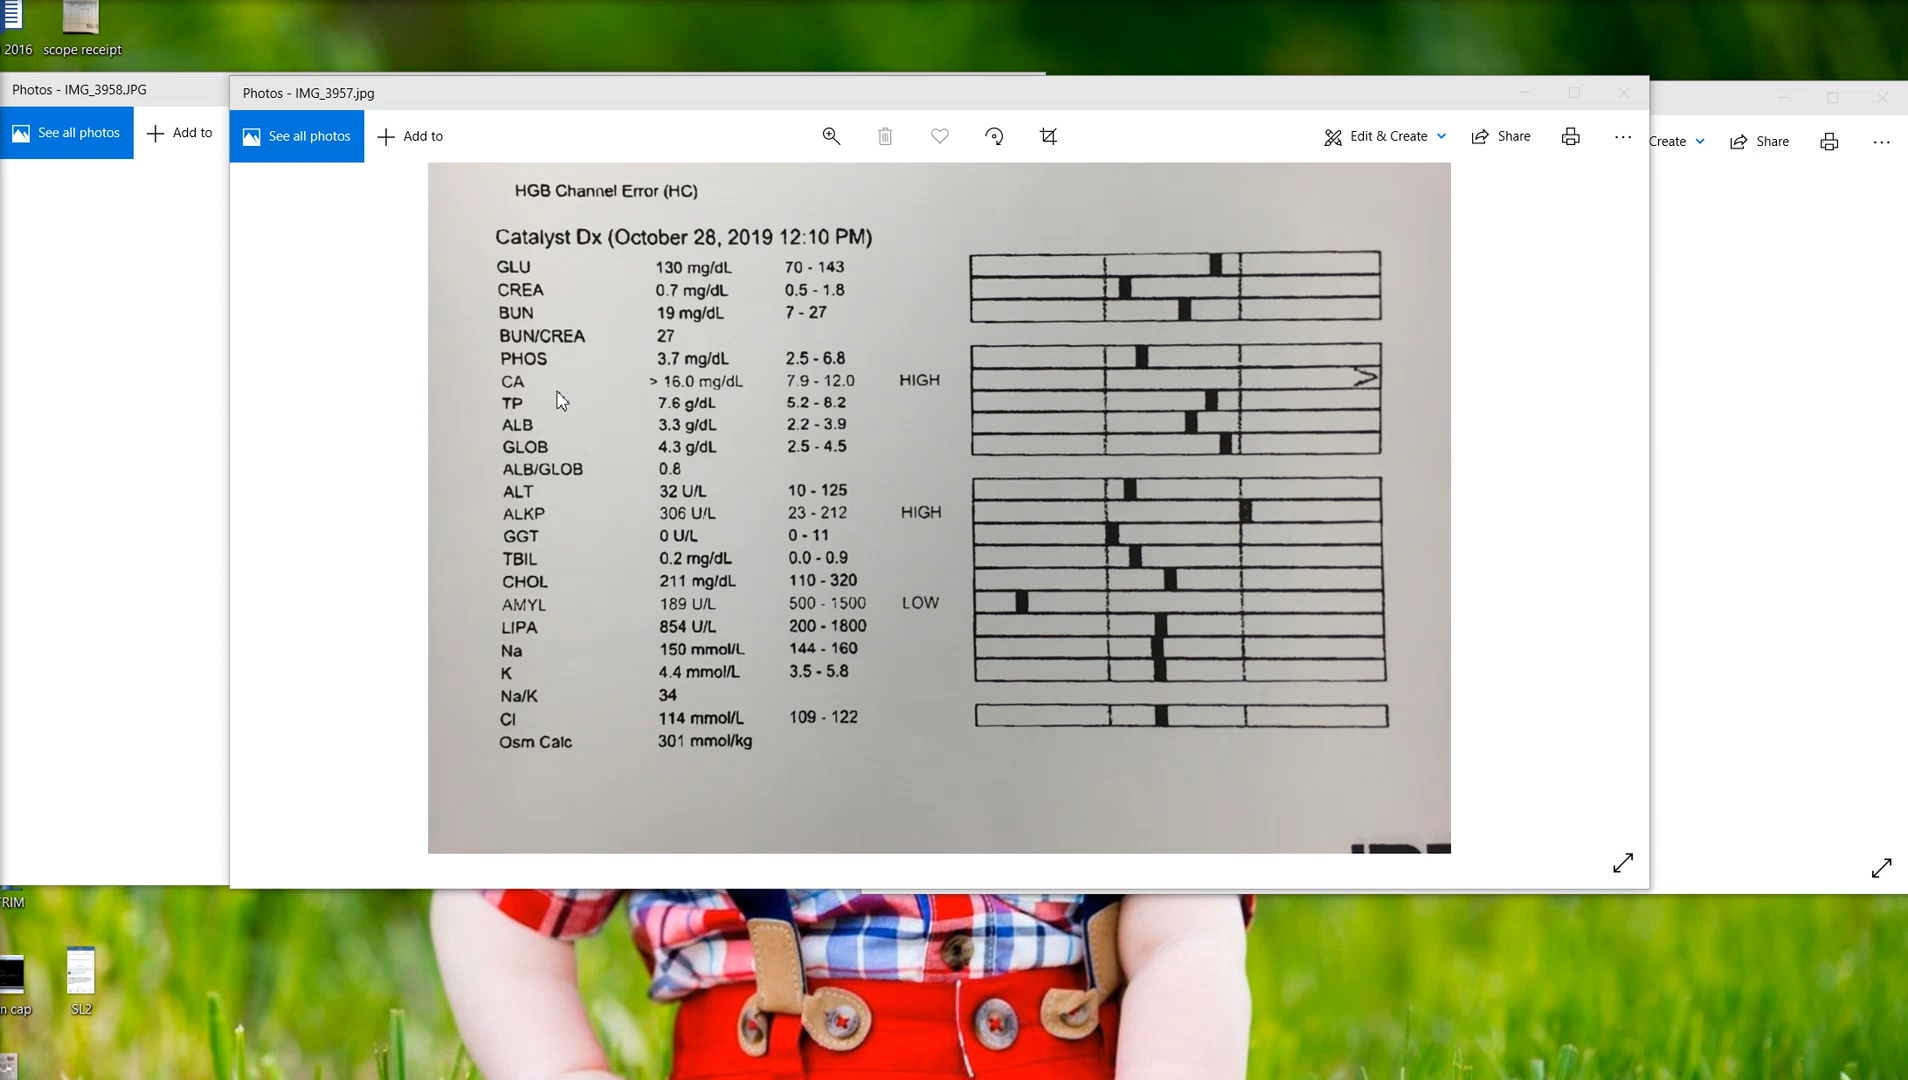 2016 scope receipt
Photos - IMG_3958.JPG
See all photos
Add to
Photos - IMG_3957.jpg
See all photos
Add to
Edit & Create
Share
Create
Share
HGB Channel Error (HC)
Catalyst Dx (October 28, 2019 12:10 PM)
GLU 130 mg/dL 70 - 143
CREA 0.7 mg/dL 0.5 - 1.8
BUN 19 mg/dL 7 - 27
BUN/CREA 27
PHOS 3.7 mg/dL 2.5 - 6.8
CA > 16.0 mg/dL 7.9 - 12.0 HIGH
TP 7.6 g/dL 5.2 - 8.2
ALB 3.3 g/dL 2.2 - 3.9
GLOB 4.3 g/dL 2.5 - 4.5
ALB/GLOB 0.8
ALT 32 U/L 10 - 125
ALKP 306 U/L 23 - 212 HIGH
GGT 0 U/L 0 - 11
TBIL 0.2 mg/dL 0.0 - 0.9
CHOL 211 mg/dL 110 - 320
AMYL 189 U/L 500 - 1500 LOW
LIPA 854 U/L 200 - 1800
Na 150 mmol/L 144 - 160
K 4.4 mmol/L 3.5 - 5.8
Na/K 34
Cl 114 mmol/L 109 - 122
Osm Calc 301 mmol/kg
TRIM
n cap
SL2